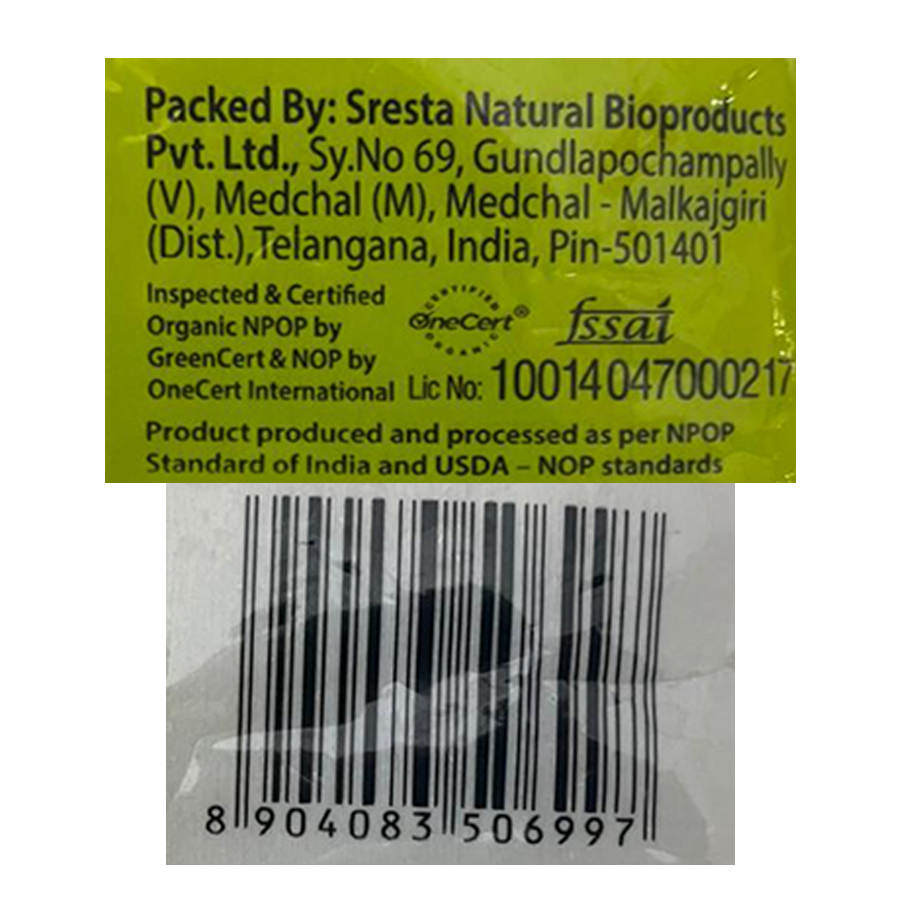 Packed By: Sresta Natural Bioproducts
Pvt. Ltd., Sy.No 69, Gundlapochampally
(V), Medchal (M), Medchal - Malkajgiri
(Dist.),Telangana, India, Pin-501401
Inspected & Certified
Organic NPOP by
GreenCert & NOP by
OneCert International
CERTIFIED
OneCert®
ORGANIC
fssai
Lic No: 10014047000217
Product produced and processed as per NPOP
Standard of India and USDA – NOP standards
8 904083 506997